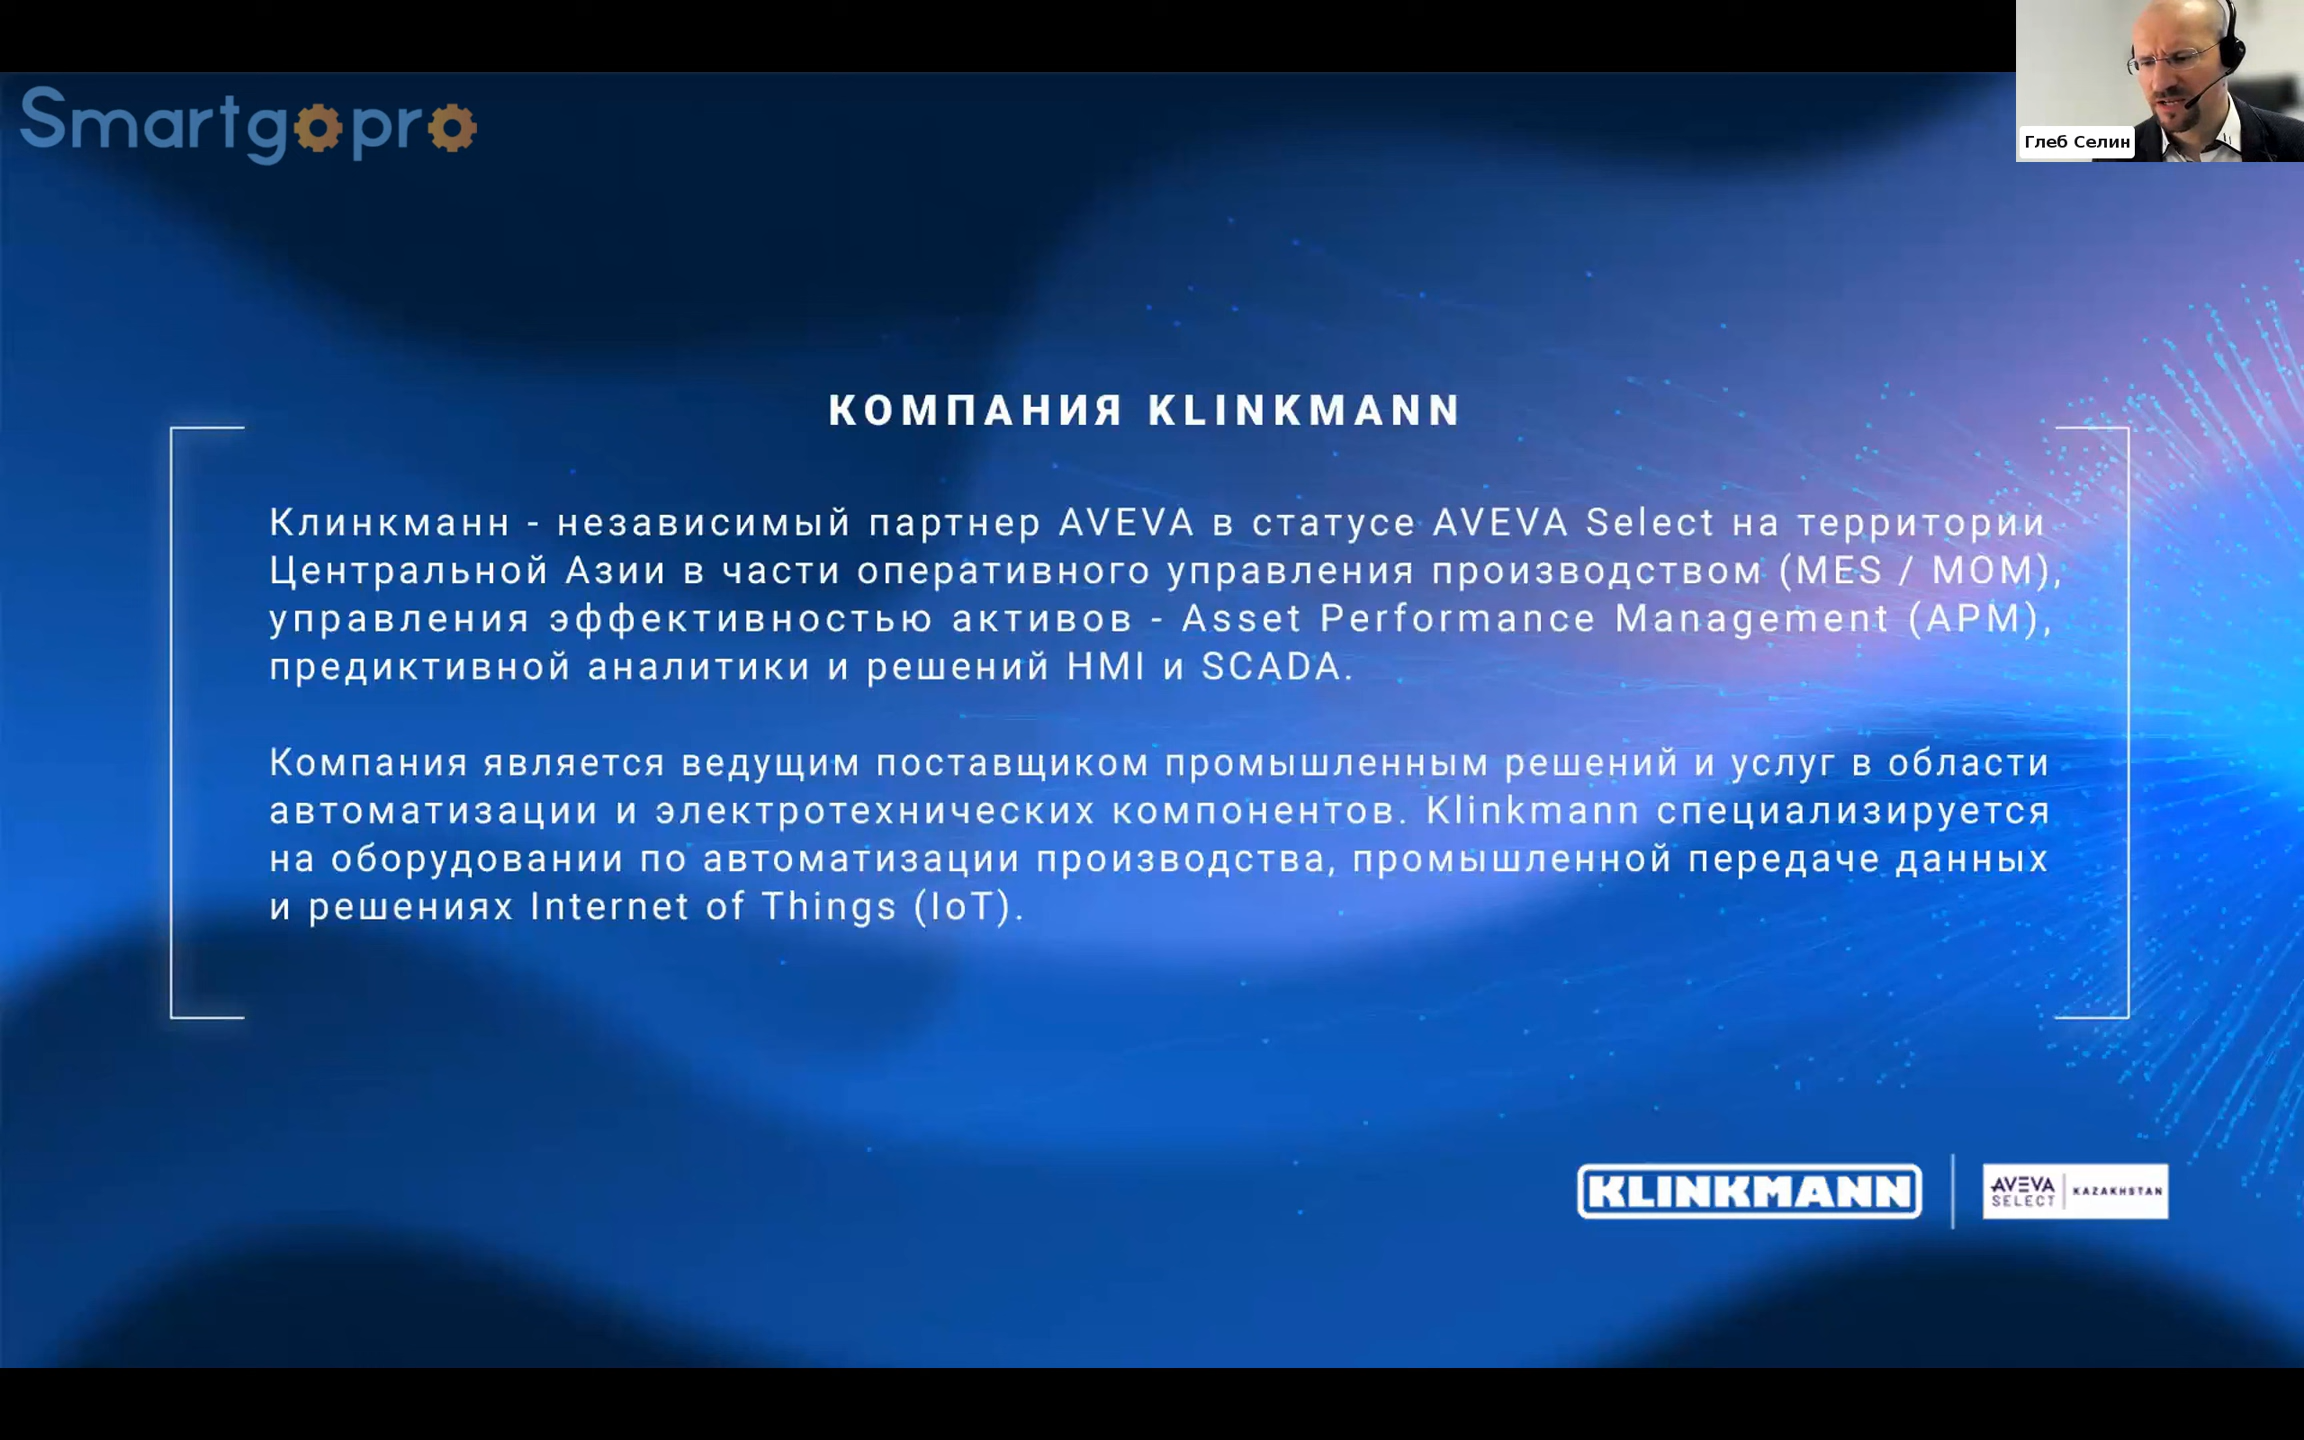 Smartgopro
Глеб Селин
КОМПАНИЯ KLINKMANN
Клинкманн - независимый партнер AVEVA в статусе AVEVA Select на территории
Центральной Азии в части оперативного управления производством (MES / MOM),
управления эффективностью активов - Asset Performance Management (APM),
предиктивной аналитики и решений HMI и SCADA.
Компания является ведущим поставщиком промышленным решений и услуг в области
автоматизации и электротехнических компонентов. Klinkmann специализируется
на оборудовании по автоматизации производства, промышленной передаче данных
и решениях Internet of Things (IoT).
KLINKMANN
AVEVA
SELECT
KAZAKHSTAN